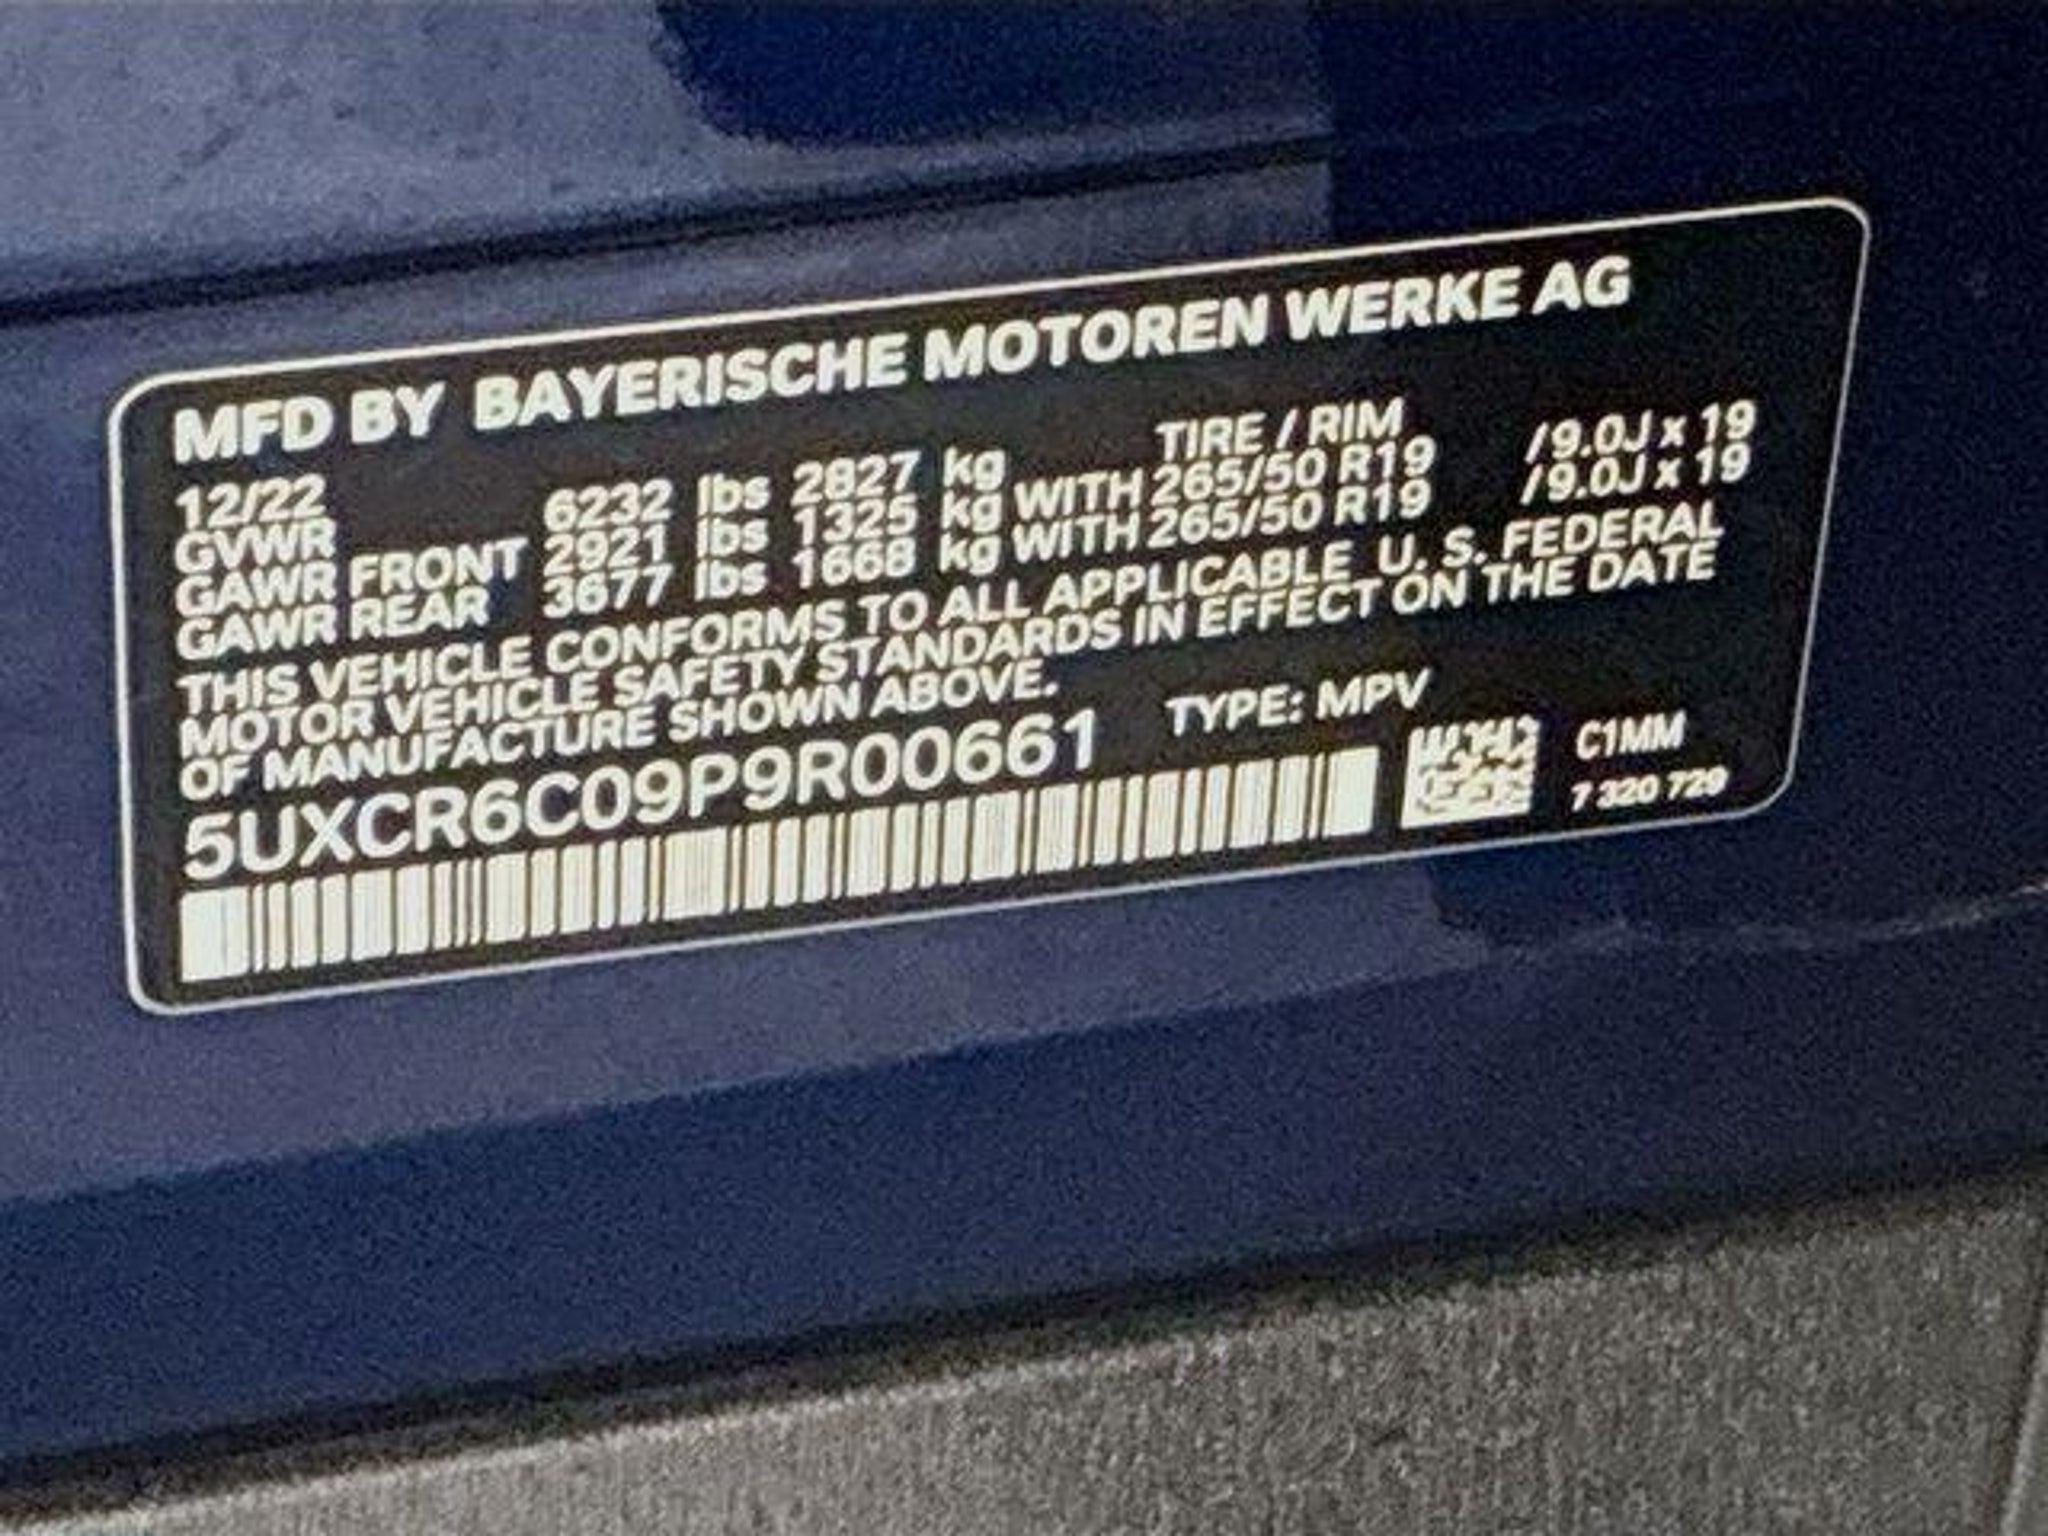 MFD BY BAYERISCHE MOTOREN WERKE AG
12/22 TIRE / RIM
GVWR 6232 lbs 2827 kg
GAWR FRONT 2921 lbs 1325 kg WITH 265/50 R19 /9.0J x 19
GAWR REAR 3677 lbs 1668 kg WITH 265/50 R19 /9.0J x 19
THIS VEHICLE CONFORMS TO ALL APPLICABLE U. S. FEDERAL
MOTOR VEHICLE SAFETY STANDARDS IN EFFECT ON THE DATE
OF MANUFACTURE SHOWN ABOVE.
5UXCR6C09P9R00661 TYPE: MPV
C1MM
7 320 729